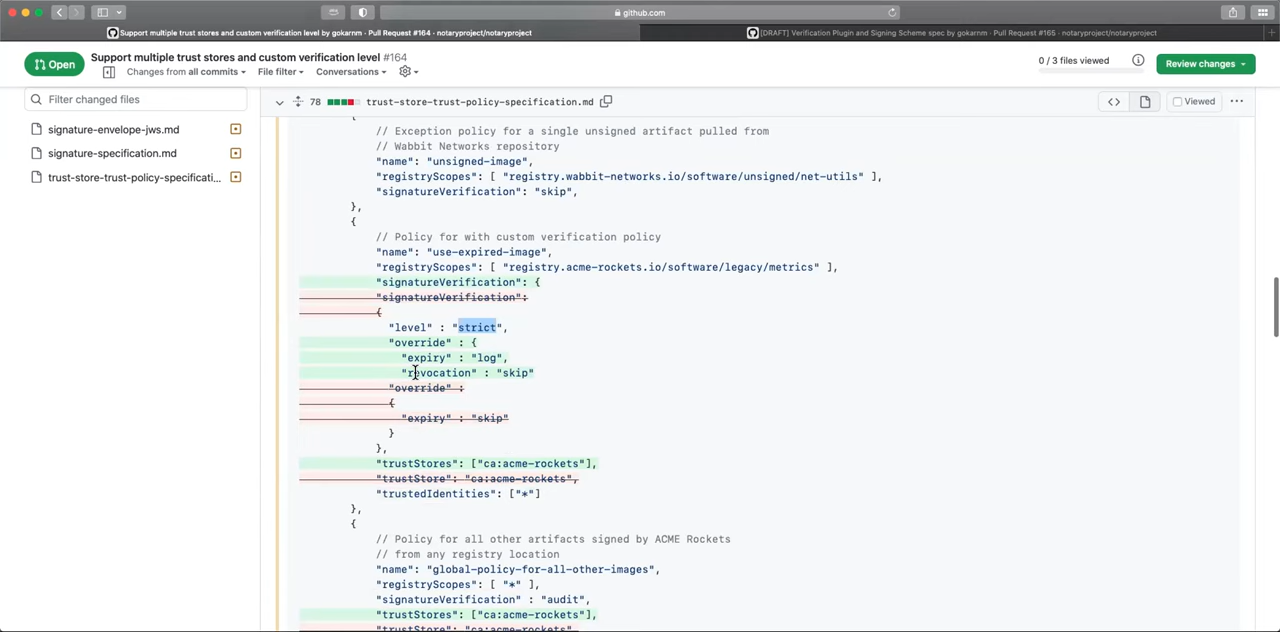 github.com
Support multiple trust stores and custom verification level by gokarnm · Pull Request #164 · notaryproject/notaryproject
[DRAFT] Verification Plugin and Signing Scheme spec by gokarnm · Pull Request #165 · notaryproject/notaryproject
Open
Support multiple trust stores and custom verification level #164
Changes from all commits
File filter
Conversations
0 / 3 files viewed
Review changes
Filter changed files
signature-envelope-jws.md
signature-specification.md
trust-store-trust-policy-specificati...
78 trust-store-trust-policy-specification.md
Viewed
{
// Exception policy for a single unsigned artifact pulled from
// Wabbit Networks repository
"name": "unsigned-image",
"registryScopes": [ "registry.wabbit-networks.io/software/unsigned/net-utils" ],
"signatureVerification": "skip",
},
{
// Policy for with custom verification policy
"name": "use-expired-image",
"registryScopes": [ "registry.acme-rockets.io/software/legacy/metrics" ],
"signatureVerification": {
"signatureVerification":
{
"level" : "strict",
"override" : {
"expiry" : "log",
"revocation" : "skip"
"override" :
{
"expiry" : "skip"
}
},
"trustStores": ["ca:acme-rockets"],
"trustStore": "ca:acme-rockets",
"trustedIdentities": ["*"]
},
{
// Policy for all other artifacts signed by ACME Rockets
// from any registry location
"name": "global-policy-for-all-other-images",
"registryScopes": [ "*" ],
"signatureVerification" : "audit",
"trustStores": ["ca:acme-rockets"],
"trustStore": "ca:acme-rockets",